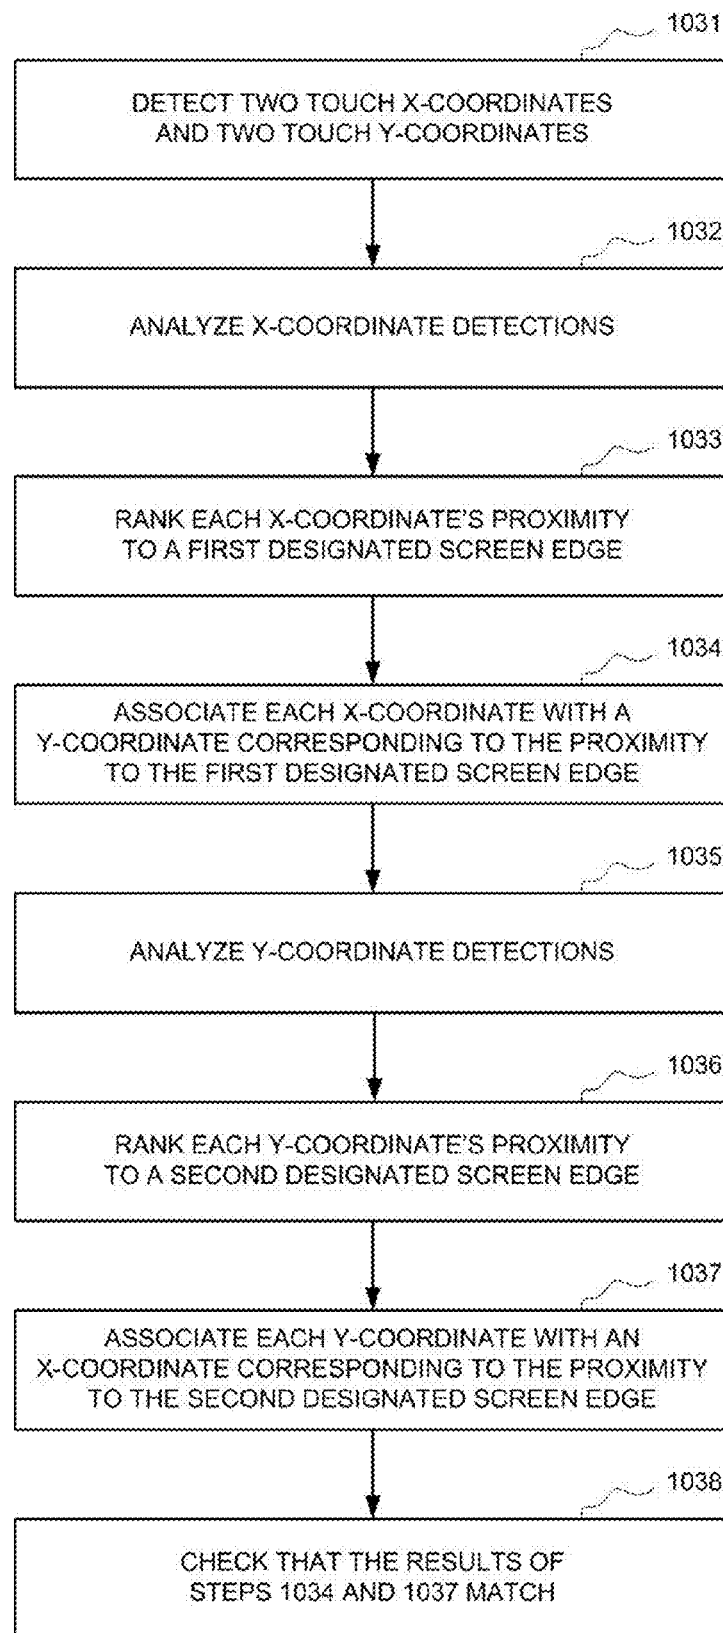 1031
DETECT TWO TOUCH X-COORDINATES
AND TWO TOUCH Y-COORDINATES
1032
ANALYZE X-COORDINATE DETECTIONS
1033
RANK EACH X-COORDINATE'S PROXIMITY
TO A FIRST DESIGNATED SCREEN EDGE
1034
ASSOCIATE EACH X-COORDINATE WITH A
Y-COORDINATE CORRESPONDING TO THE PROXIMITY
TO THE FIRST DESIGNATED SCREEN EDGE
1035
ANALYZE Y-COORDINATE DETECTIONS
1036
RANK EACH Y-COORDINATE'S PROXIMITY
TO A SECOND DESIGNATED SCREEN EDGE
1037
ASSOCIATE EACH Y-COORDINATE WITH AN
X-COORDINATE CORRESPONDING TO THE PROXIMITY
TO THE SECOND DESIGNATED SCREEN EDGE
1038
CHECK THAT THE RESULTS OF
STEPS 1034 AND 1037 MATCH